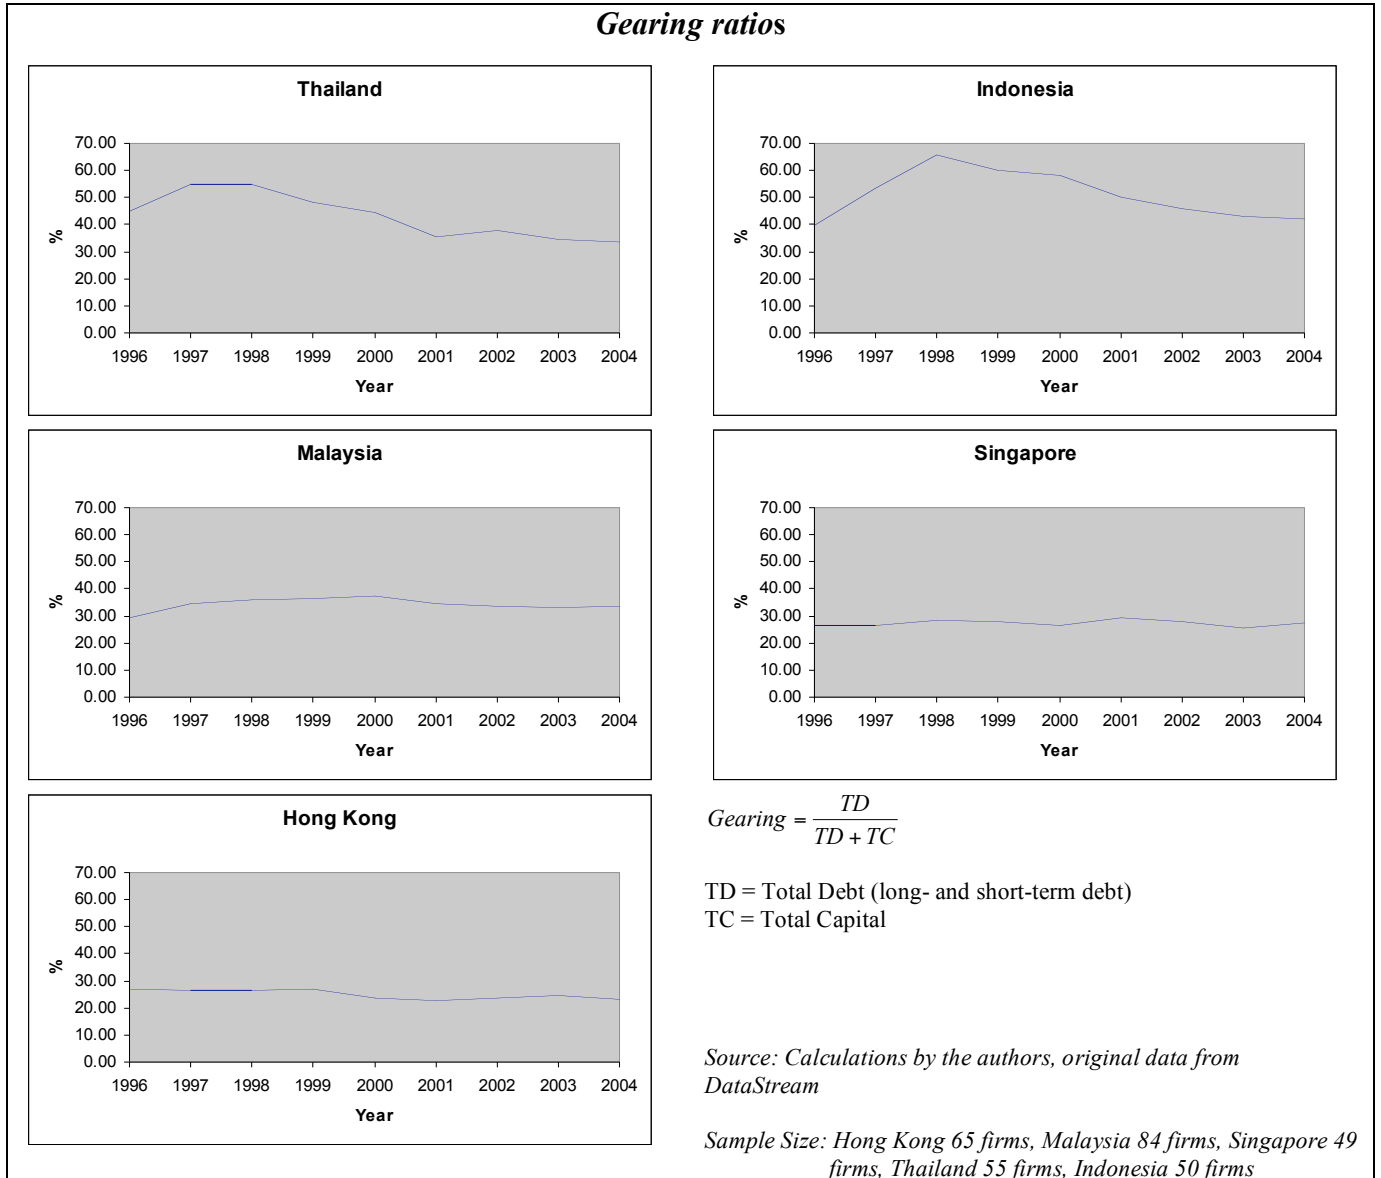 Gearing ratios
Thailand
70.00
60.00
50.00
40.00
30.00
20.00
10.00
0.00
%
1996 1997 1998 1999 2000 2001 2002 2003 2004
Year
Indonesia
70.00
60.00
50.00
40.00
30.00
20.00
10.00
0.00
%
1996 1997 1998 1999 2000 2001 2002 2003 2004
Year
Malaysia
70.00
60.00
50.00
40.00
30.00
20.00
10.00
0.00
%
1996 1997 1998 1999 2000 2001 2002 2003 2004
Year
Singapore
70.00
60.00
50.00
40.00
30.00
20.00
10.00
0.00
%
1996 1997 1998 1999 2000 2001 2002 2003 2004
Year
Hong Kong
70.00
60.00
50.00
40.00
30.00
20.00
10.00
0.00
%
1996 1997 1998 1999 2000 2001 2002 2003 2004
Year
Gearing = TD / TD + TC
TD = Total Debt (long- and short-term debt)
TC = Total Capital
Source: Calculations by the authors, original data from
DataStream
Sample Size: Hong Kong 65 firms, Malaysia 84 firms, Singapore 49
firms, Thailand 55 firms, Indonesia 50 firms